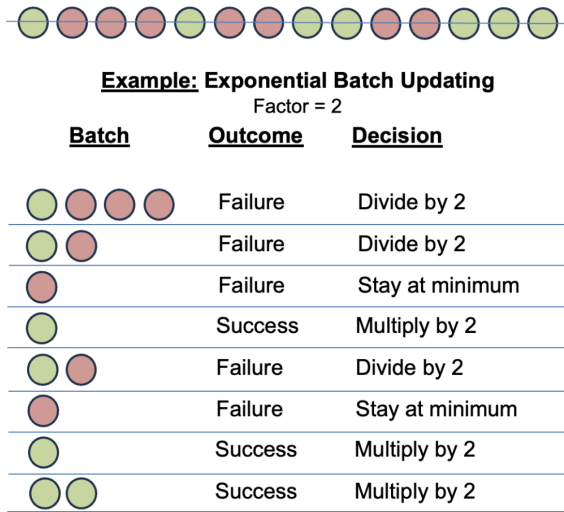 Example: Exponential Batch Updating
Factor = 2
Batch Outcome Decision
Failure Divide by 2
Failure Divide by 2
Failure Stay at minimum
Success Multiply by 2
Failure Divide by 2
Failure Stay at minimum
Success Multiply by 2
Success Multiply by 2